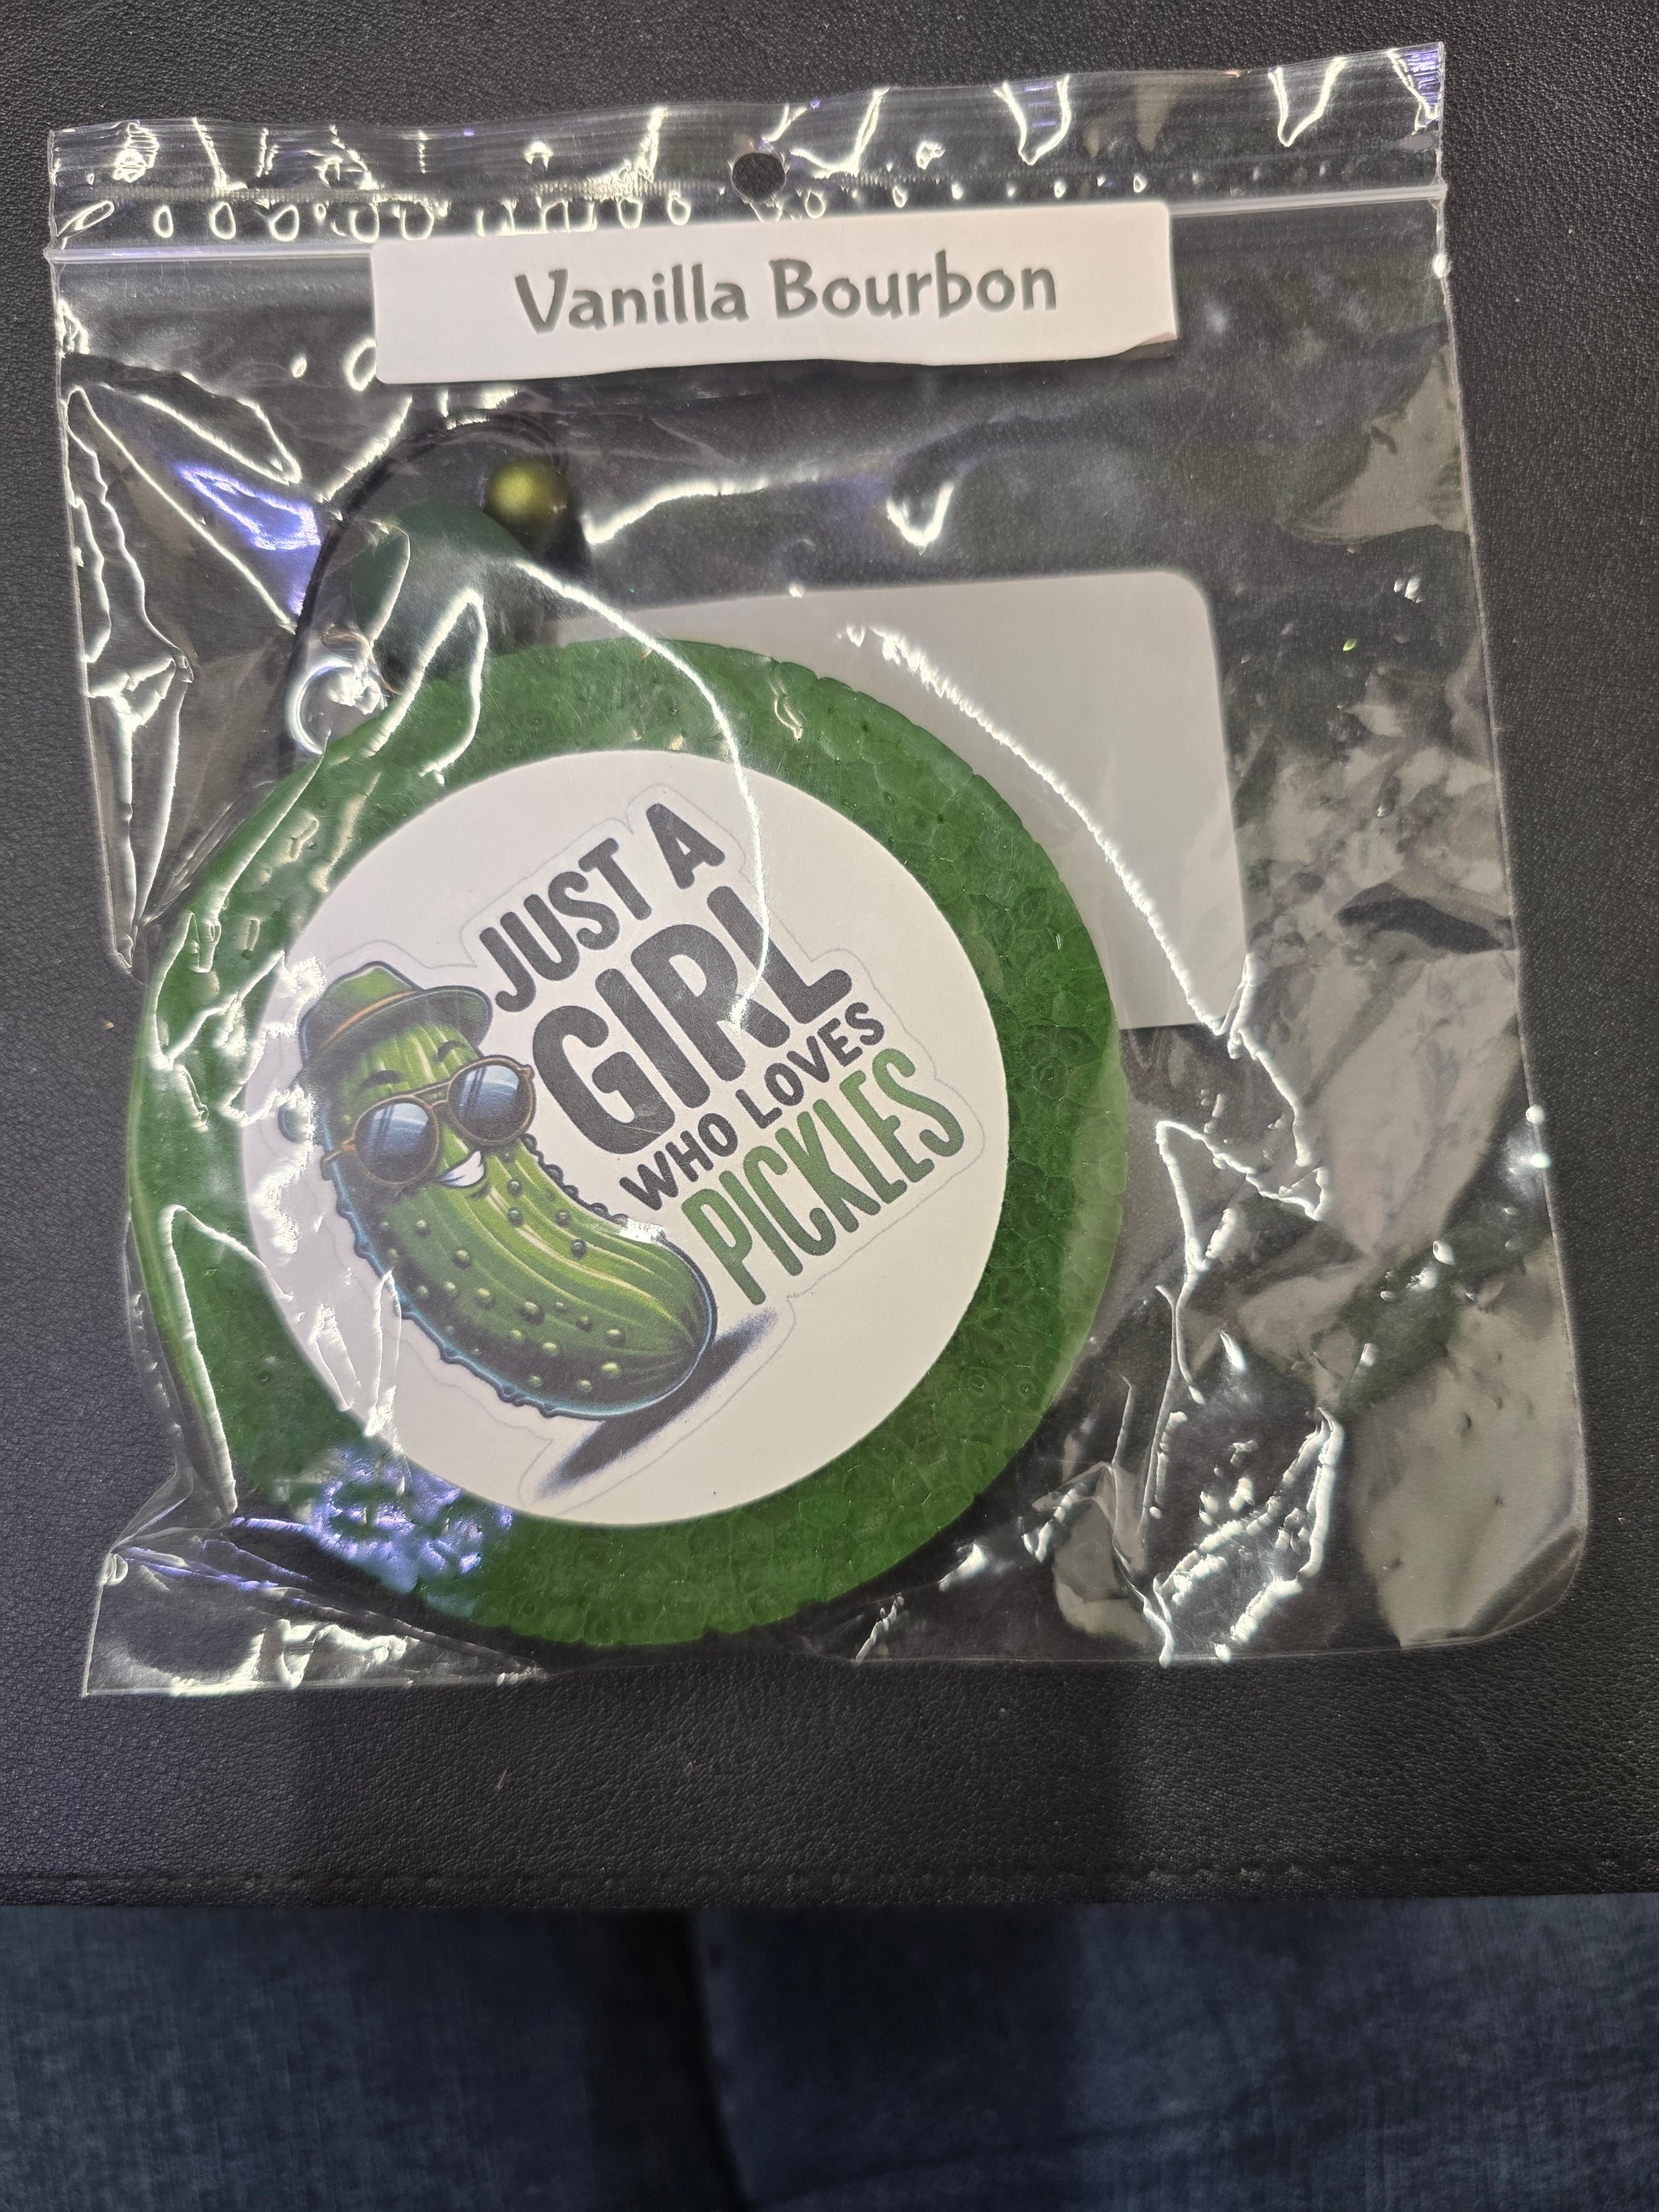 Vanilla Bourbon
JUST A
GIRL
WHO LOVES
PICKLES